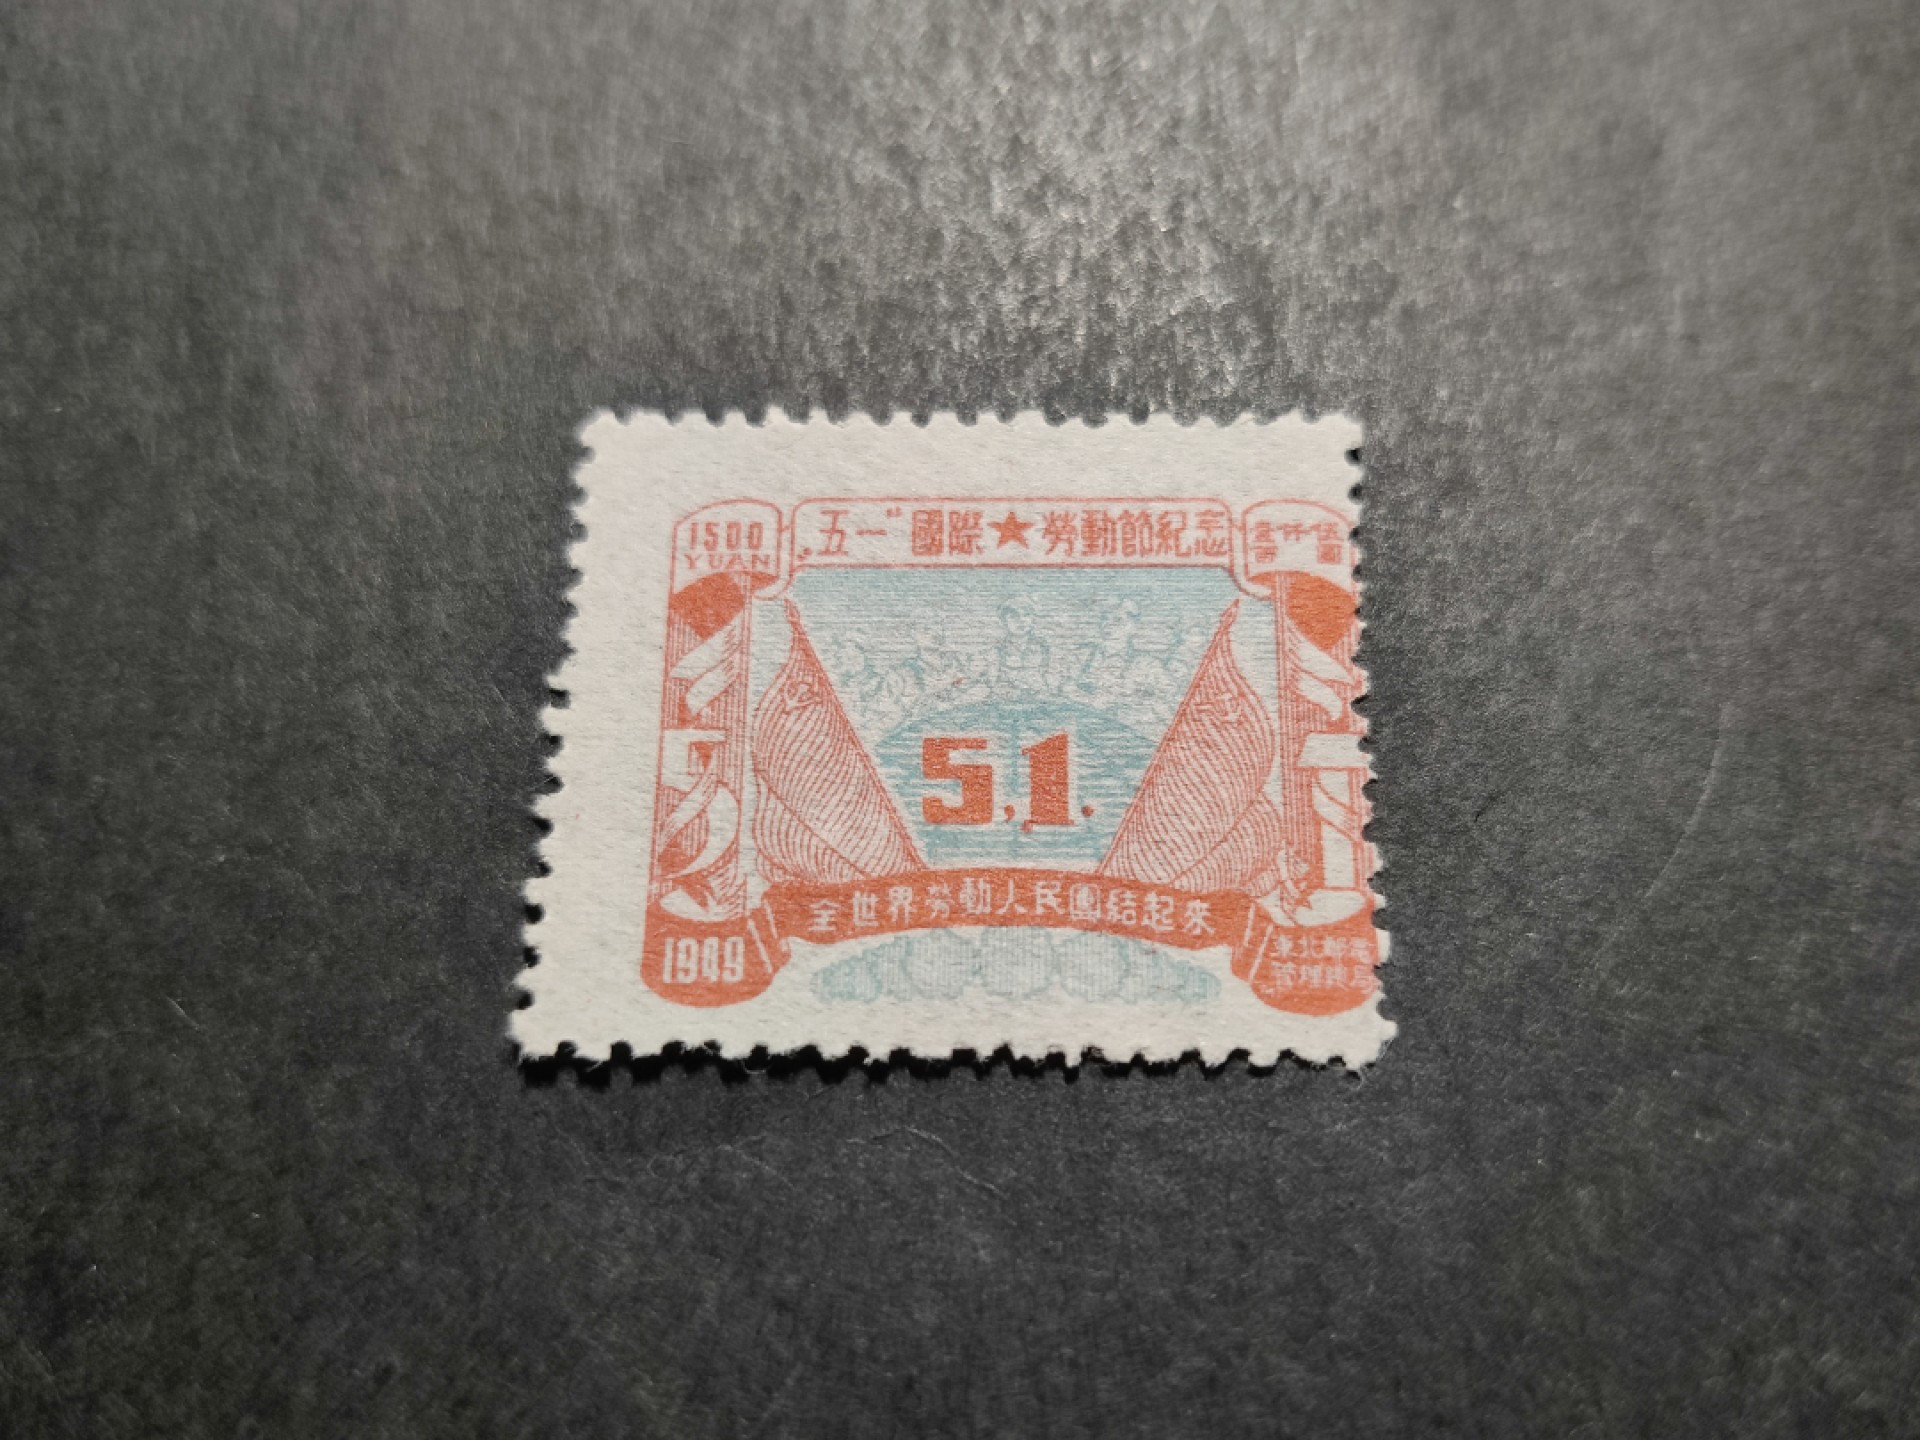 1500
YUAN
„五一“國際★勞動節紀念
壹仟伍
百圓
5.1.
全世界勞動人民團結起來
1949
東北郵電
管理總局